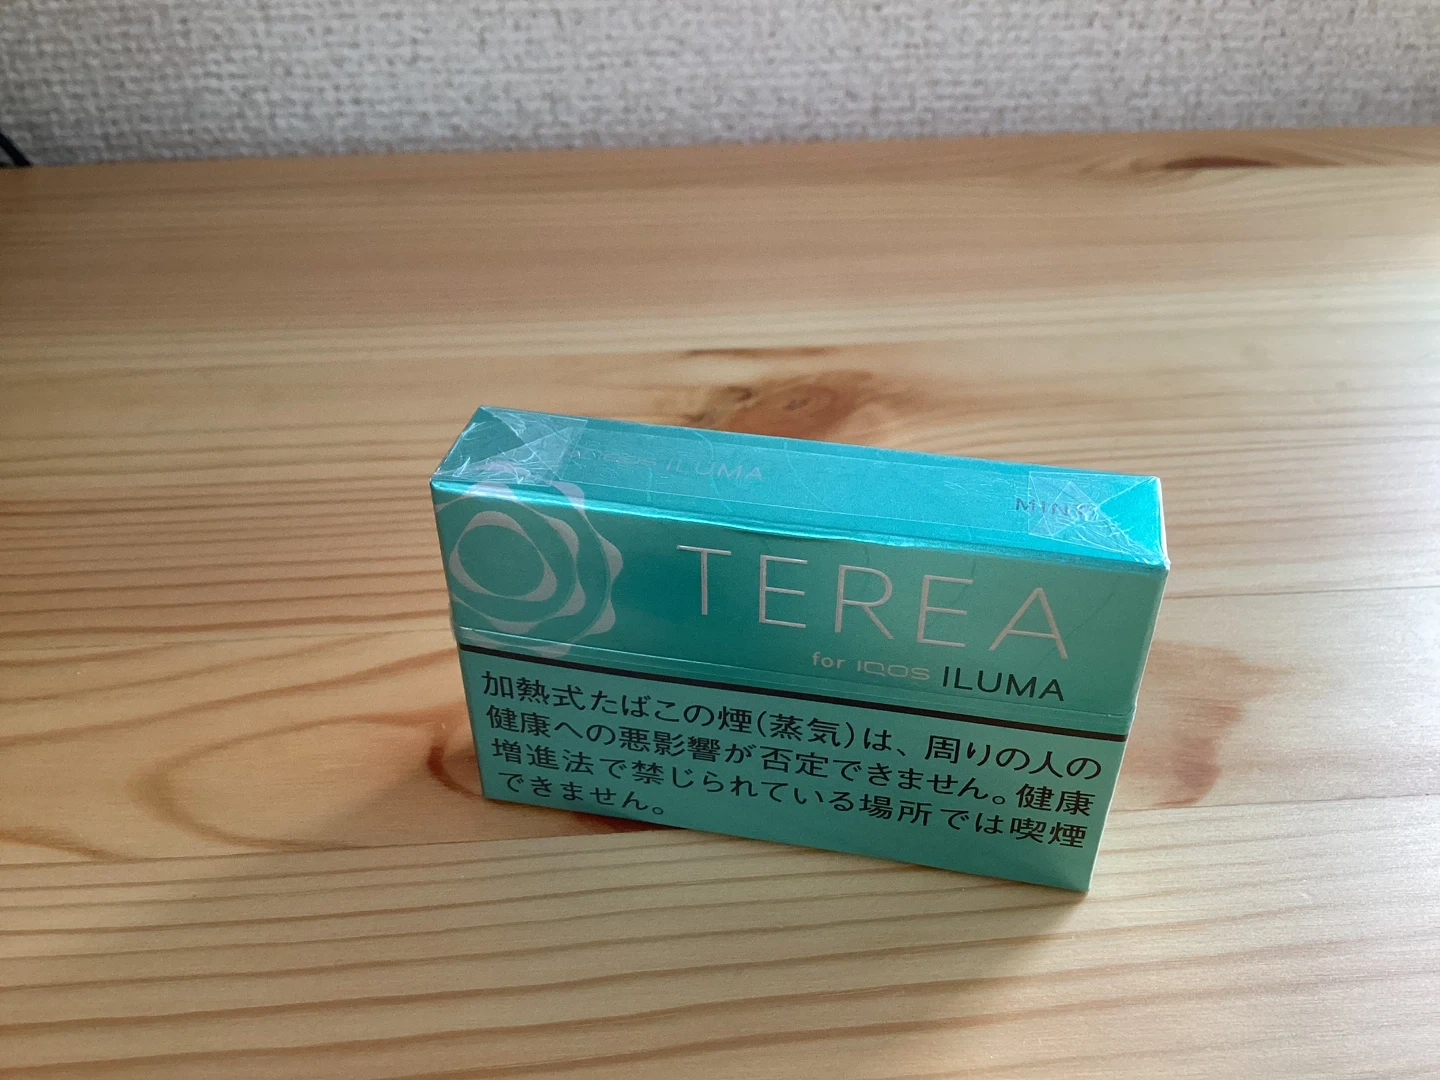 IQOS ILUMA
MINT
TEREA
for IQOS ILUMA
加熱式たばこの煙(蒸気)は、周りの人の
健康への悪影響が否定できません。健康
増進法で禁じられている場所では喫煙
できません。